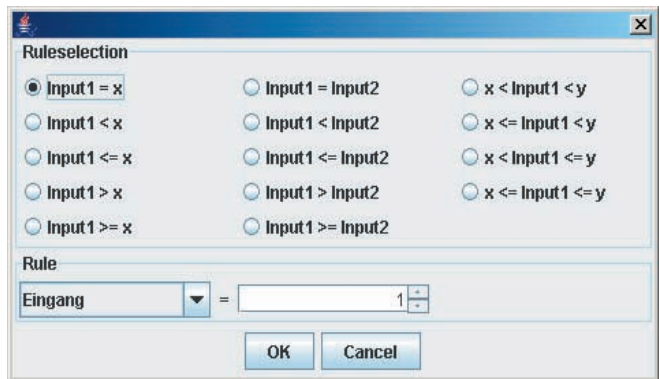 Ruleselection
Input1 = x
Input1 = Input2
x < Input1 < y
Input1 < x
Input1 < Input2
x <= Input1 < y
Input1 <= x
Input1 <= Input2
x < Input1 <= y
Input1 > x
Input1 > Input2
x <= Input1 <= y
Input1 >= x
Input1 >= Input2
Rule
Eingang = 1
OK Cancel